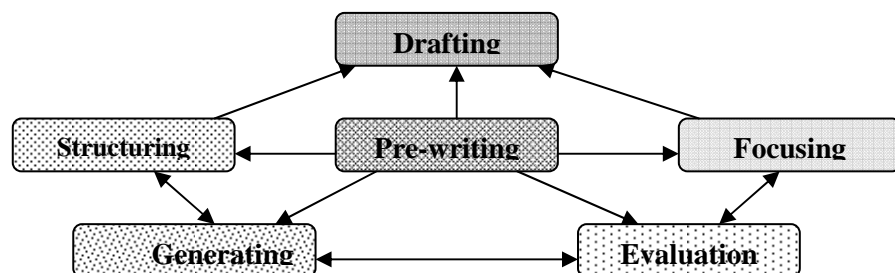 Drafting
Structuring
Pre-writing
Focusing
Generating
Evaluation